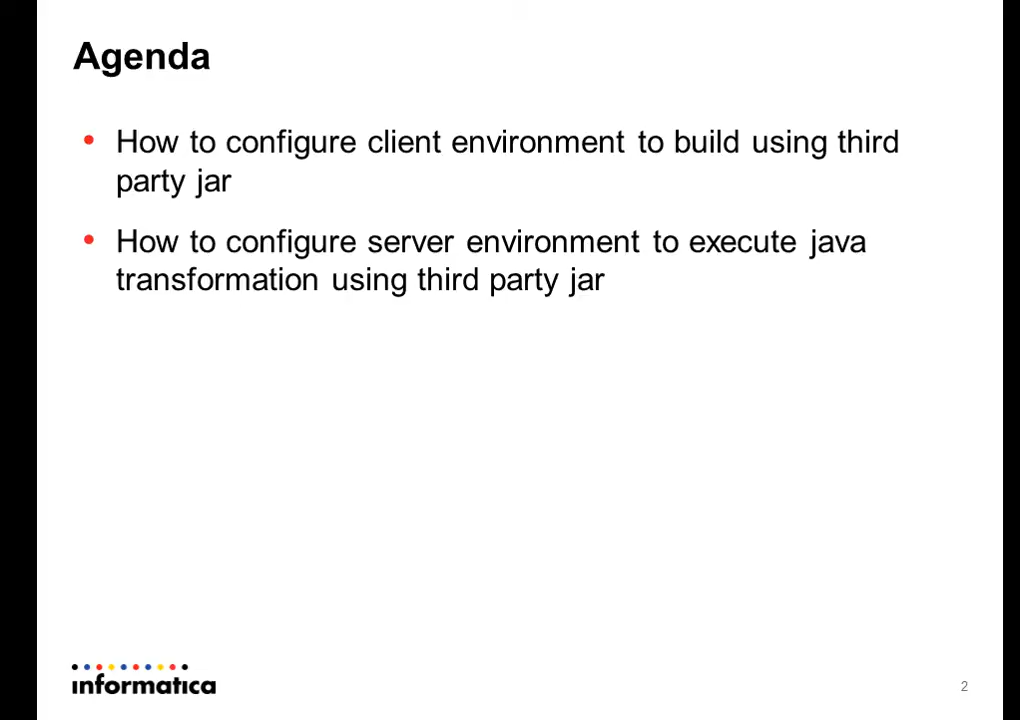 Agenda
• How to configure client environment to build using third
party jar
• How to configure server environment to execute java
transformation using third party jar
informatica
2